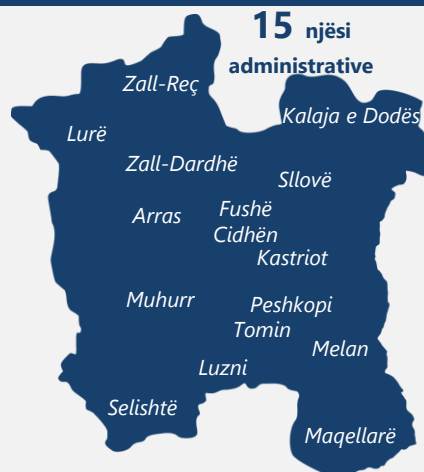 15 njësi
administrative
Zall-Reç
Kalaja e Dodës
Lurë
Zall-Dardhë
Sllovë
Arras
Fushë
Cidhën
Kastriot
Muhurr
Peshkopi
Tomin
Melan
Luzni
Selishtë
Maqellarë